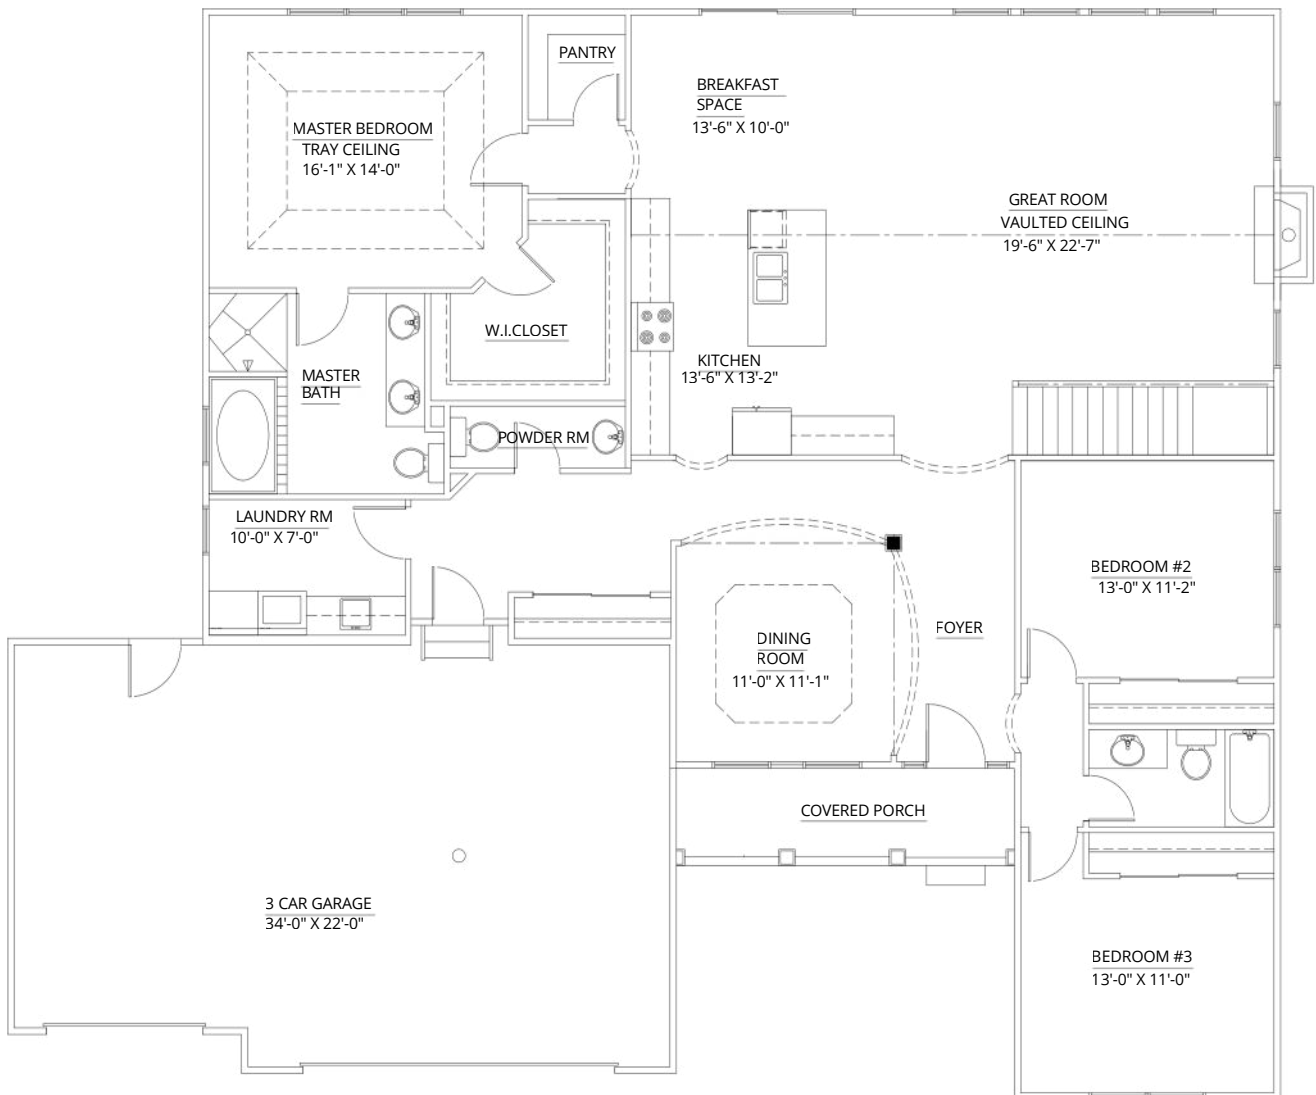 PANTRY
BREAKFAST
SPACE
13'-6" X 10'-0"
MASTER BEDROOM
TRAY CEILING
16'-1" X 14'-0"
GREAT ROOM
VAULTED CEILING
19'-6" X 22'-7"
W.I.CLOSET
KITCHEN
13'-6" X 13'-2"
MASTER
BATH
POWDER RM
LAUNDRY RM
10'-0" X 7'-0"
BEDROOM #2
13'-0" X 11'-2"
DINING
ROOM
11'-0" X 11'-1"
FOYER
COVERED PORCH
3 CAR GARAGE
34'-0" X 22'-0"
BEDROOM #3
13'-0" X 11'-0"